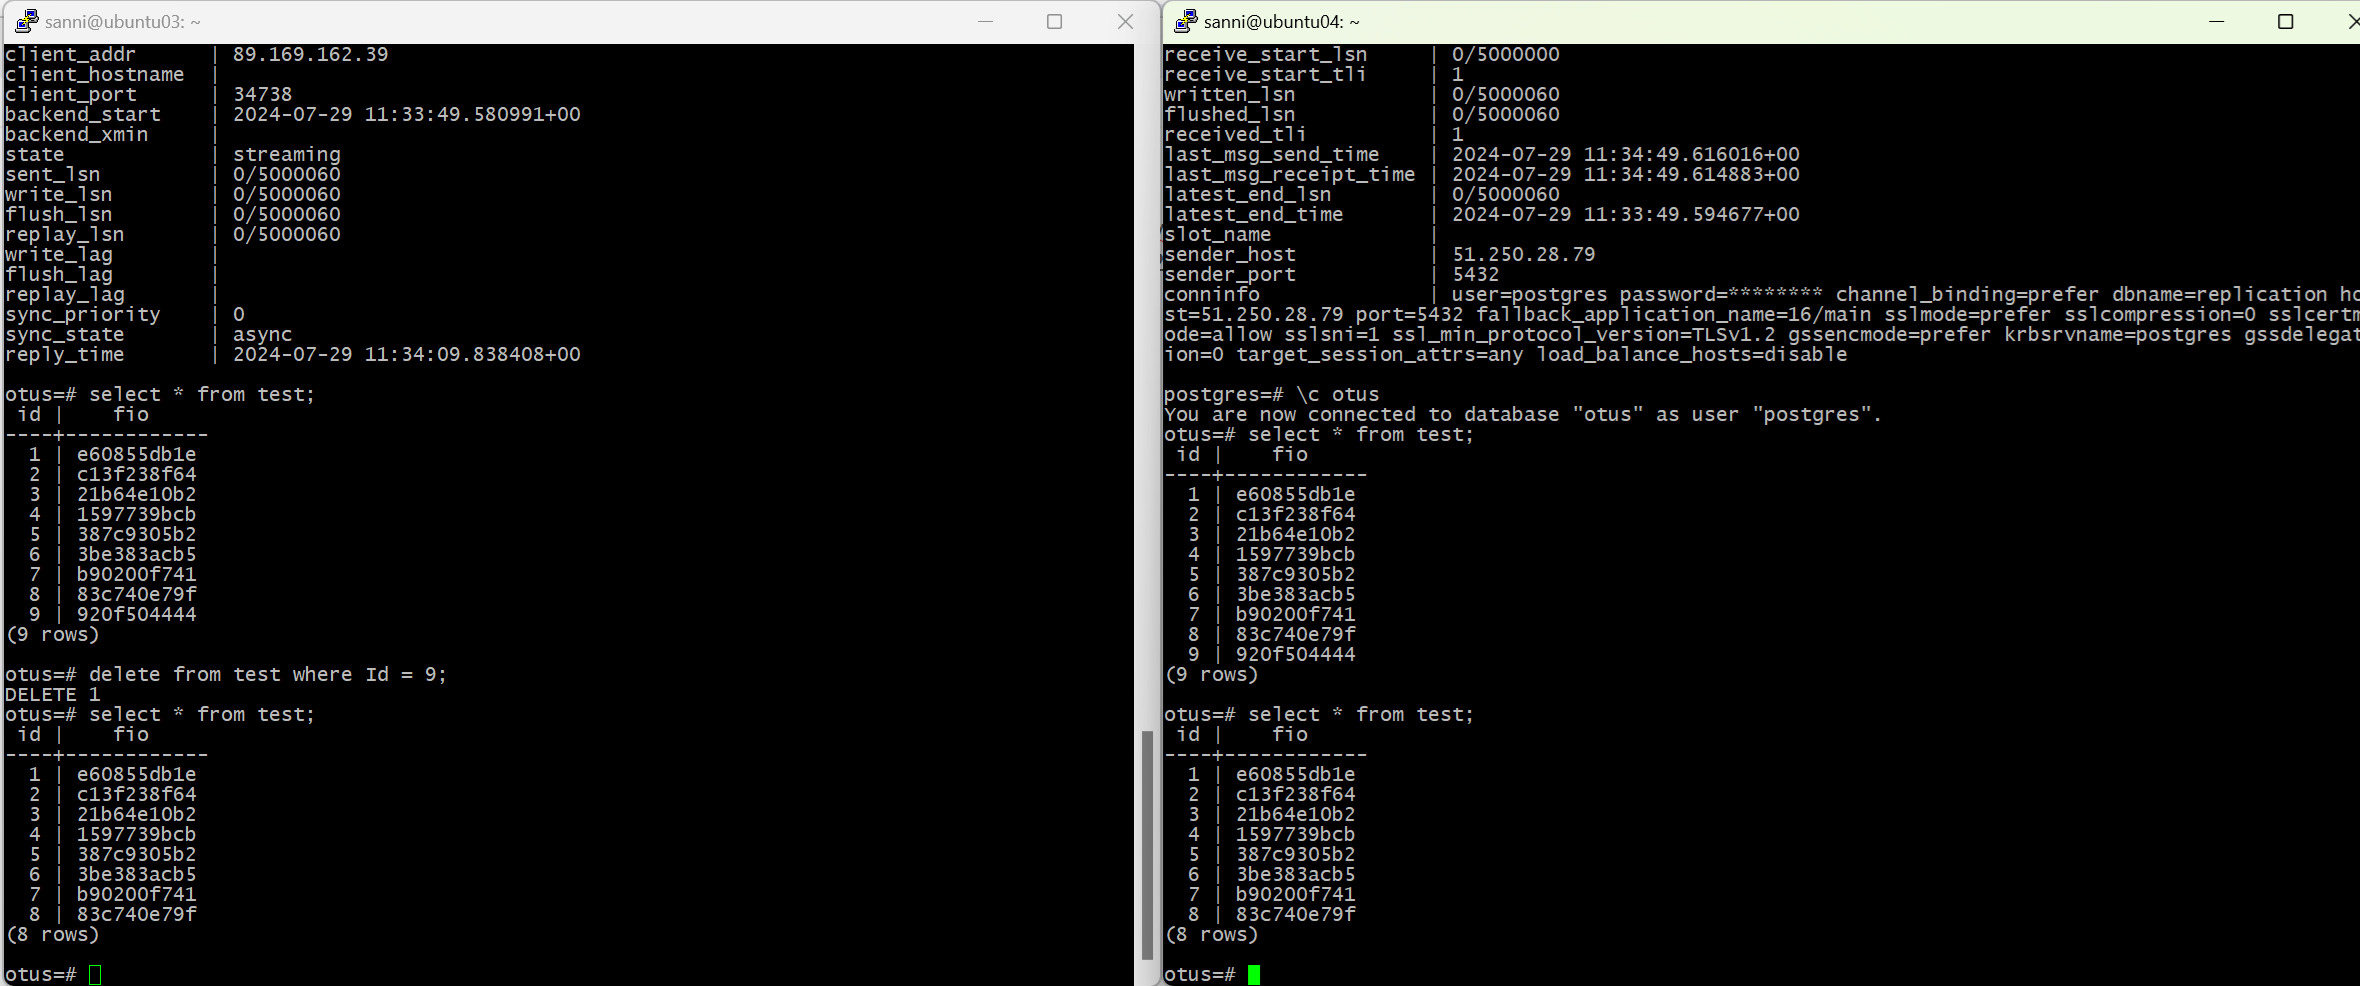 sanni@ubuntu03: ~
client_addr      | 89.169.162.39
client_hostname  |
client_port      | 34738
backend_start    | 2024-07-29 11:33:49.580991+00
backend_xmin     |
state            | streaming
sent_lsn         | 0/5000060
write_lsn        | 0/5000060
flush_lsn        | 0/5000060
replay_lsn       | 0/5000060
write_lag        |
flush_lag        |
replay_lag       |
sync_priority    | 0
sync_state       | async
reply_time       | 2024-07-29 11:34:09.838408+00
otus=# select * from test;
 id |    fio
----+------------
  1 | e60855db1e
  2 | c13f238f64
  3 | 21b64e10b2
  4 | 1597739bcb
  5 | 387c9305b2
  6 | 3be383acb5
  7 | b90200f741
  8 | 83c740e79f
  9 | 920f504444
(9 rows)
otus=# delete from test where Id = 9;
DELETE 1
otus=# select * from test;
 id |    fio
----+------------
  1 | e60855db1e
  2 | c13f238f64
  3 | 21b64e10b2
  4 | 1597739bcb
  5 | 387c9305b2
  6 | 3be383acb5
  7 | b90200f741
  8 | 83c740e79f
(8 rows)
otus=#
sanni@ubuntu04: ~
receive_start_lsn     | 0/5000000
receive_start_tli     | 1
written_lsn           | 0/5000060
flushed_lsn           | 0/5000060
received_tli          | 1
last_msg_send_time    | 2024-07-29 11:34:49.616016+00
last_msg_receipt_time | 2024-07-29 11:34:49.614883+00
latest_end_lsn        | 0/5000060
latest_end_time       | 2024-07-29 11:33:49.594677+00
slot_name             |
sender_host           | 51.250.28.79
sender_port           | 5432
conninfo              | user=postgres password=******** channel_binding=prefer dbname=replication ho
st=51.250.28.79 port=5432 fallback_application_name=16/main sslmode=prefer sslcompression=0 sslcertm
ode=allow sslsni=1 ssl_min_protocol_version=TLSv1.2 gssencmode=prefer krbsrvname=postgres gssdelegat
ion=0 target_session_attrs=any load_balance_hosts=disable
postgres=# \c otus
You are now connected to database "otus" as user "postgres".
otus=# select * from test;
 id |    fio
----+------------
  1 | e60855db1e
  2 | c13f238f64
  3 | 21b64e10b2
  4 | 1597739bcb
  5 | 387c9305b2
  6 | 3be383acb5
  7 | b90200f741
  8 | 83c740e79f
  9 | 920f504444
(9 rows)
otus=# select * from test;
 id |    fio
----+------------
  1 | e60855db1e
  2 | c13f238f64
  3 | 21b64e10b2
  4 | 1597739bcb
  5 | 387c9305b2
  6 | 3be383acb5
  7 | b90200f741
  8 | 83c740e79f
(8 rows)
otus=#